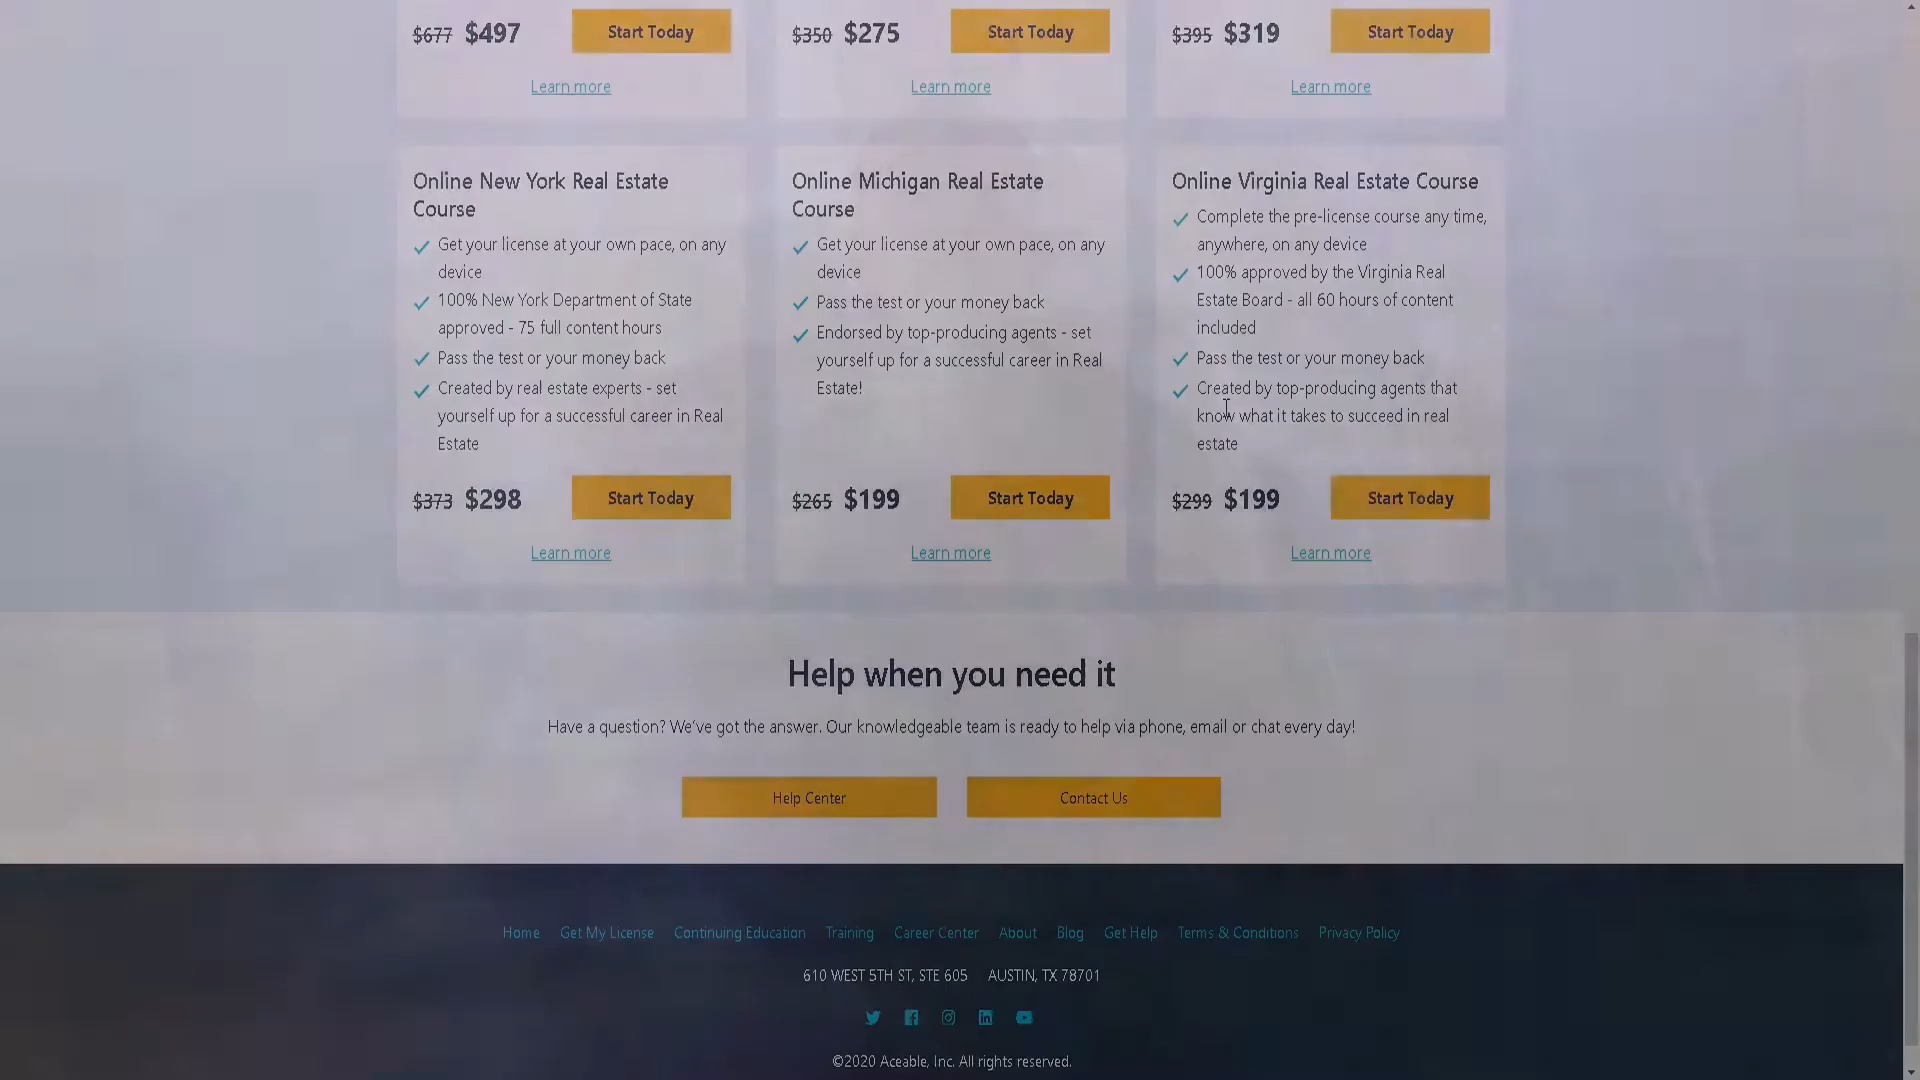 $677 $497 Start Today
Learn more
$350 $275 Start Today
Learn more
$395 $319 Start Today
Learn more
Online New York Real Estate
Course
Get your license at your own pace, on any
device
100% New York Department of State
approved - 75 full content hours
Pass the test or your money back
Created by real estate experts - set
yourself up for a successful career in Real
Estate
$373 $298 Start Today
Learn more
Online Michigan Real Estate
Course
Get your license at your own pace, on any
device
Pass the test or your money back
Endorsed by top-producing agents - set
yourself up for a successful career in Real
Estate!
$265 $199 Start Today
Learn more
Online Virginia Real Estate Course
Complete the pre-license course any time,
anywhere, on any device
100% approved by the Virginia Real
Estate Board - all 60 hours of content
included
Pass the test or your money back
Created by top-producing agents that
know what it takes to succeed in real
estate
$299 $199 Start Today
Learn more
Help when you need it
Have a question? We've got the answer. Our knowledgeable team is ready to help via phone, email or chat every day!
Help Center Contact Us
Home Get My License Continuing Education Training Career Center About Blog Get Help Terms & Conditions Privacy Policy
610 WEST 5TH ST, STE 605 AUSTIN, TX 78701
©2020 Aceable, Inc. All rights reserved.